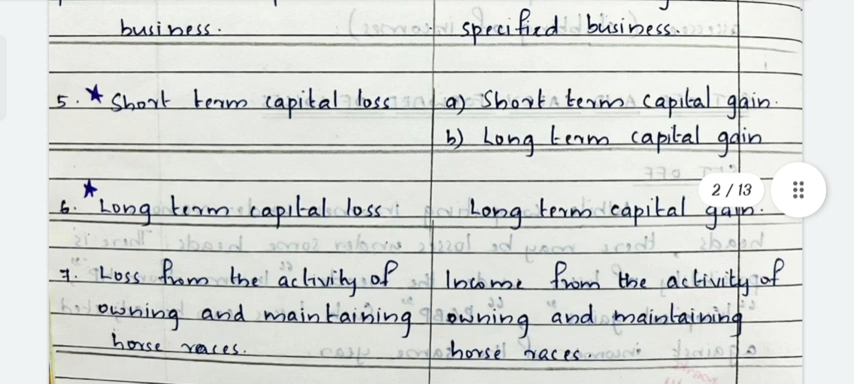 business. specified business.
5. ★ Short term capital loss a) Short term capital gain.
b) Long term capital gain
2 / 13
6. ★ Long term capital loss. Long term capital gain.
7. Loss from the activity of Income from the activity of
owning and maintaining owning and maintaining
horse races. horse races.